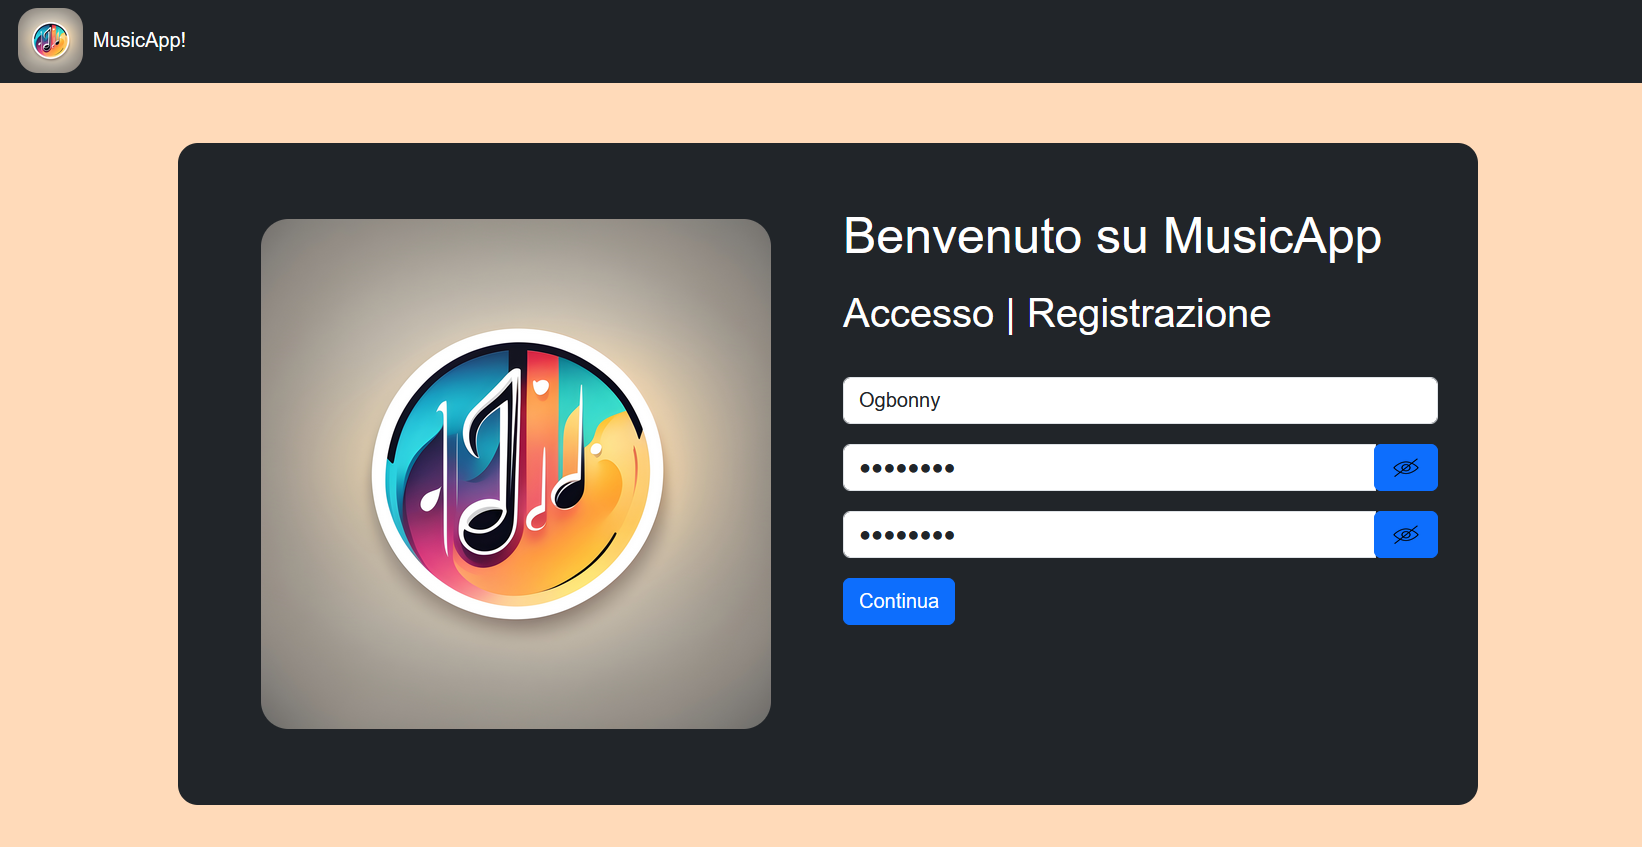 MusicApp!
Benvenuto su MusicApp
Accesso | Registrazione
Ogbonny
●●●●●●●●
●●●●●●●●
Continua